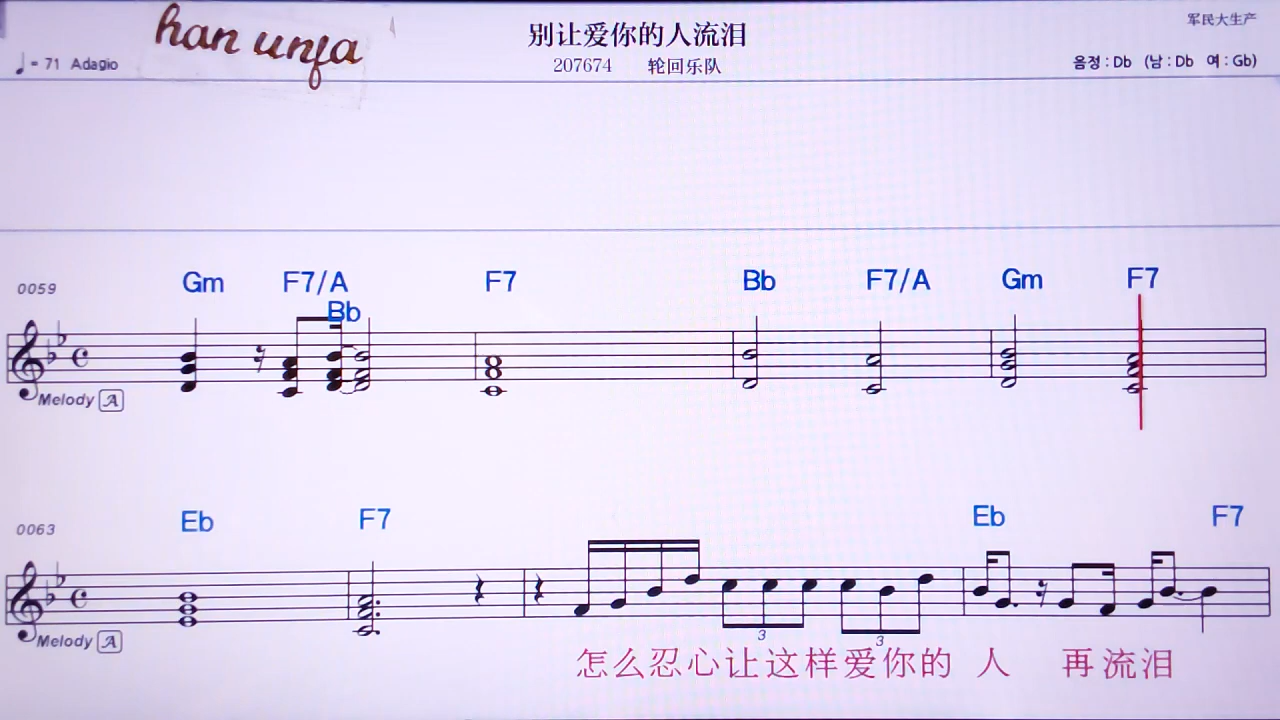 han unfa
别让爱你的人流泪
军民大生产
♩= 71 Adagio
207674 轮回乐队
음정 : Db (남 : Db 여 : Gb)
0059 Gm F7/A Bb F7 Bb F7/A Gm F7
Melody A
0063 Eb F7 Eb F7
Melody A
3 3
怎么忍心让这样爱你的 人 再流泪